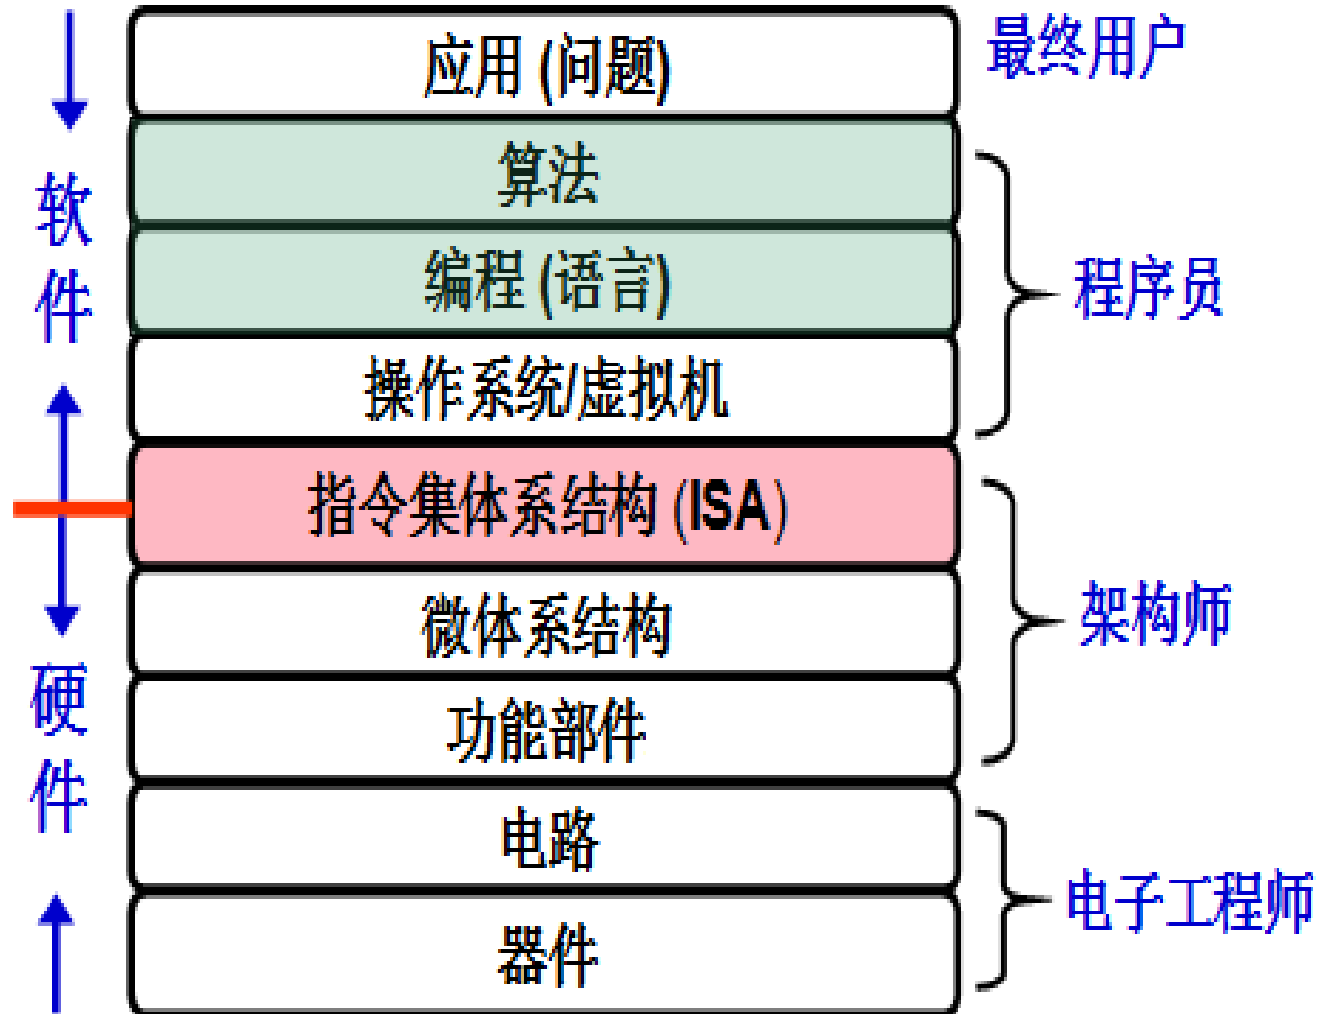 应用 (问题)
最终用户
算法
编程 (语言)
程序员
操作系统/虚拟机
软件
指令集体系结构 (ISA)
微体系结构
架构师
功能部件
硬件
电路
电子工程师
器件